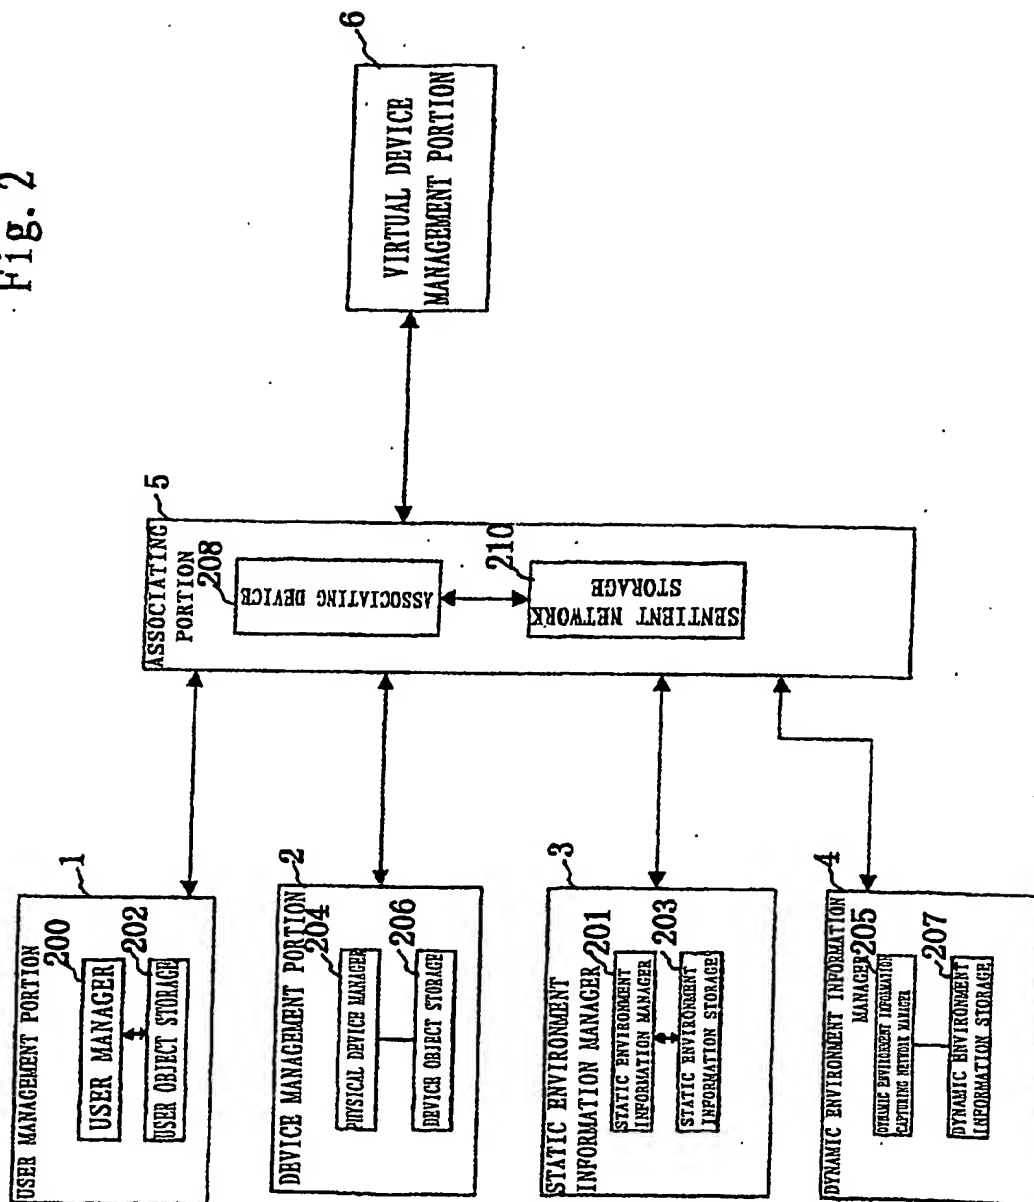 Fig. 2
USER MANAGEMENT PORTION
1
200
USER MANAGER
202
USER OBJECT STORAGE
DEVICE MANAGEMENT PORTION
2
204
PHYSICAL DEVICE MANAGER
206
DEVICE OBJECT STORAGE
STATIC ENVIRONMENT
INFORMATION MANAGER
3
201
STATIC ENVIRONMENT
INFORMATION MANAGER
203
STATIC ENVIRONMENT
INFORMATION STORAGE
DYNAMIC ENVIRONMENT INFORMATION
MANAGER
4
205
DYNAMIC ENVIRONMENT INFORMATION
CAPTURING NETWORK MANAGER
207
DYNAMIC ENVIRONMENT
INFORMATION STORAGE
ASSOCIATING
PORTION
5
208
ASSOCIATING DEVICE
210
SENTIENT NETWORK
STORAGE
VIRTUAL DEVICE
MANAGEMENT PORTION
6